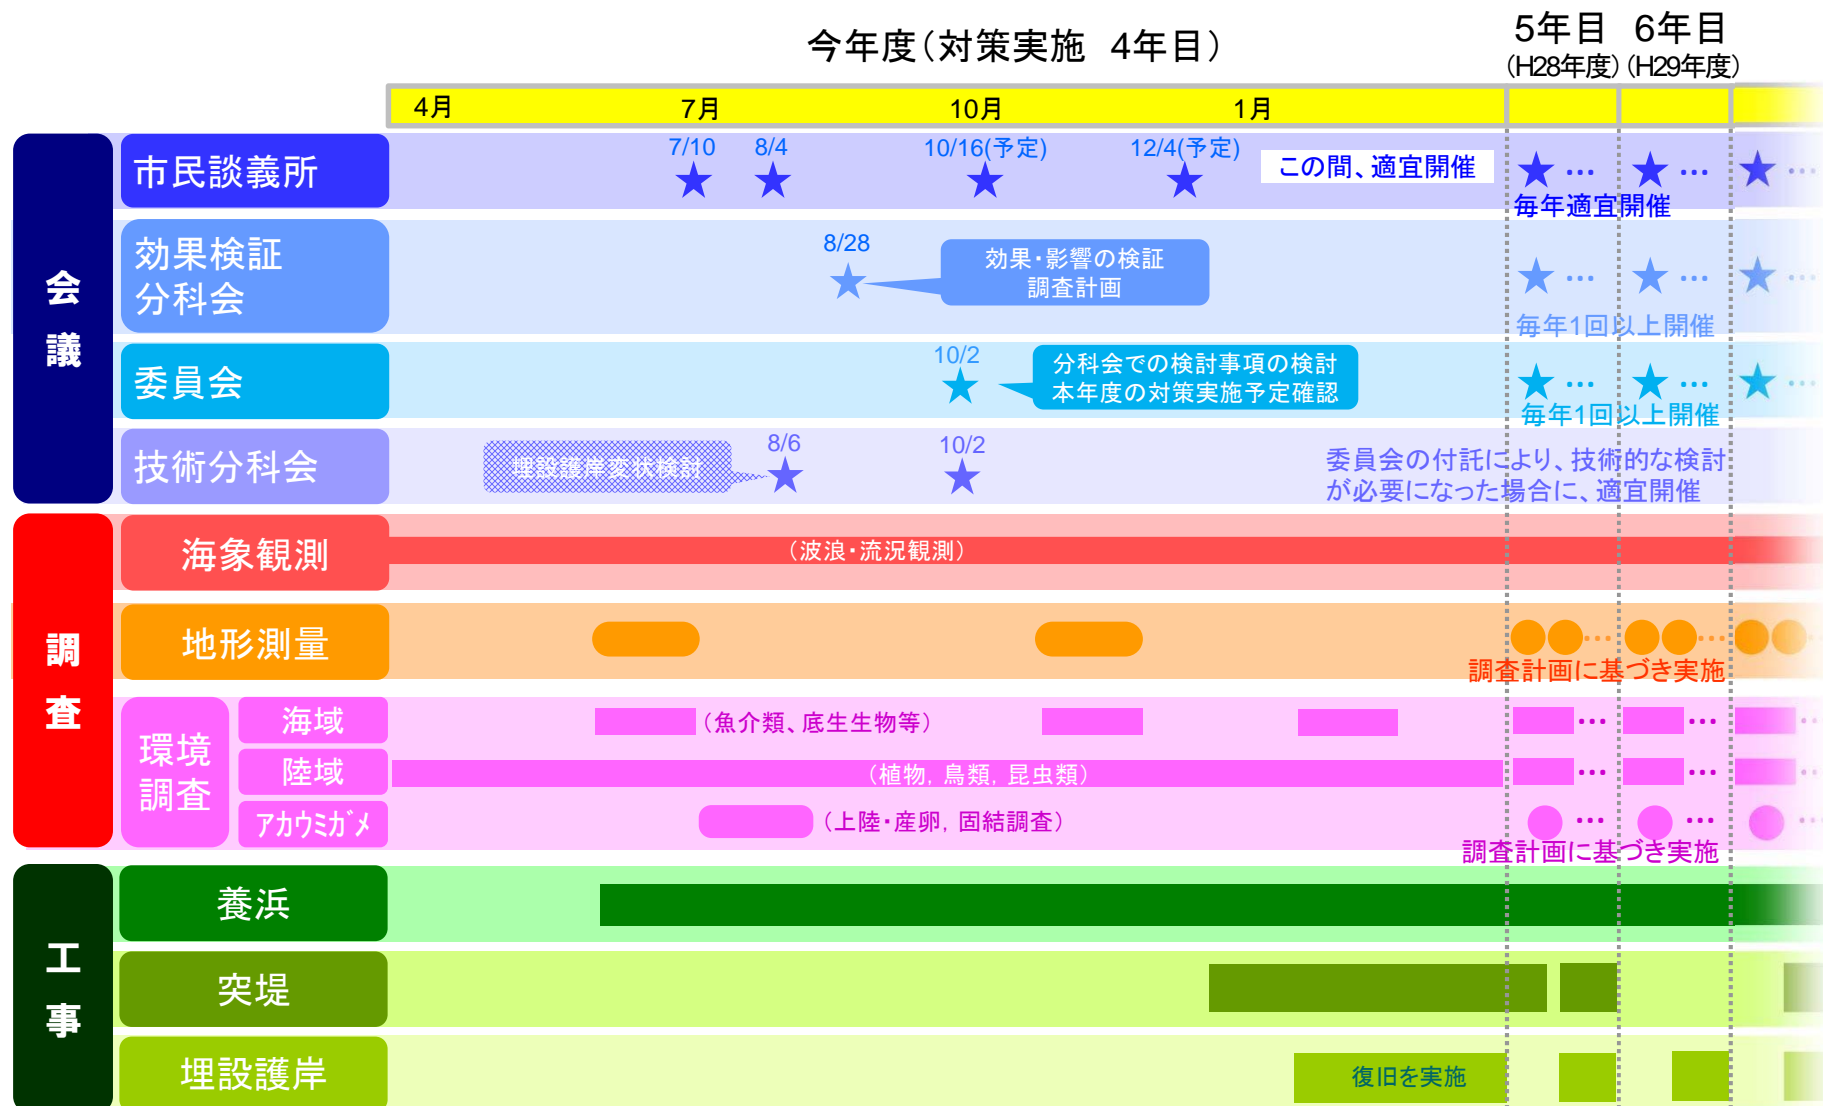 今年度（対策実施　4年目）
5年目
（H28年度）
6年目
（H29年度）
4月
7月
10月
1月
会議
市民談義所
7/10
8/4
10/16(予定)
12/4(予定)
この間、適宜開催
★ …
★ …
★ …
毎年適宜開催
効果検証
分科会
8/28
効果・影響の検証
調査計画
★ …
★ …
★ …
毎年1回以上開催
委員会
10/2
分科会での検討事項の検討
本年度の対策実施予定確認
★ …
★ …
★ …
毎年1回以上開催
技術分科会
埋設護岸変状検討
8/6
10/2
委員会の付託により、技術的な検討
が必要になった場合に、適宜開催
調査
海象観測
（波浪・流況観測）
地形測量
調査計画に基づき実施
環境
調査
海域
（魚介類、底生生物等）
陸域
（植物，鳥類，昆虫類）
アカウミガメ
（上陸・産卵，固結調査）
調査計画に基づき実施
工事
養浜
突堤
埋設護岸
復旧を実施